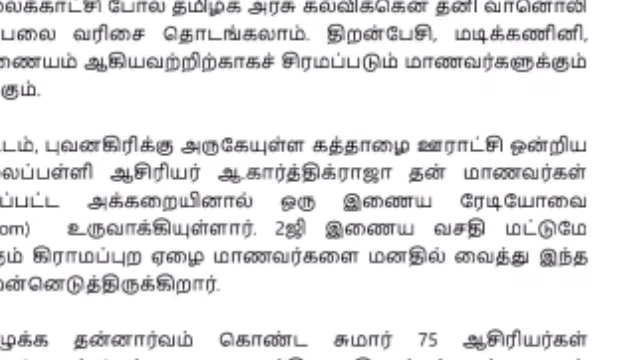 தமிழக அரசு கல்விக்கென தனி வானொலி
வரிசை தொடங்கலாம். திறன்பேசி, மடிக்கணினி,
ஆகியவற்றிற்காகச் சிரமப்படும் மாணவர்களுக்கும்
கும்.
டம், புவனகிரிக்கு அருகேயுள்ள கத்தாழை ஊராட்சி ஒன்றிய
லப்பள்ளி ஆசிரியர் ஆ.கார்த்திக்ராஜா தன் மாணவர்கள்
ப்பட்ட அக்கறையினால் ஒரு இணைய ரேடியோவை
om) உருவாக்கியுள்ளார். 2ஜி இணைய வசதி மட்டுமே
ம் கிராமப்புற ஏழை மாணவர்களை மனதில் வைத்து இந்த
ன்னெடுத்திருக்கிறார்.
ழுக்க தன்னார்வம் கொண்ட சுமார் 75 ஆசிரியர்கள்